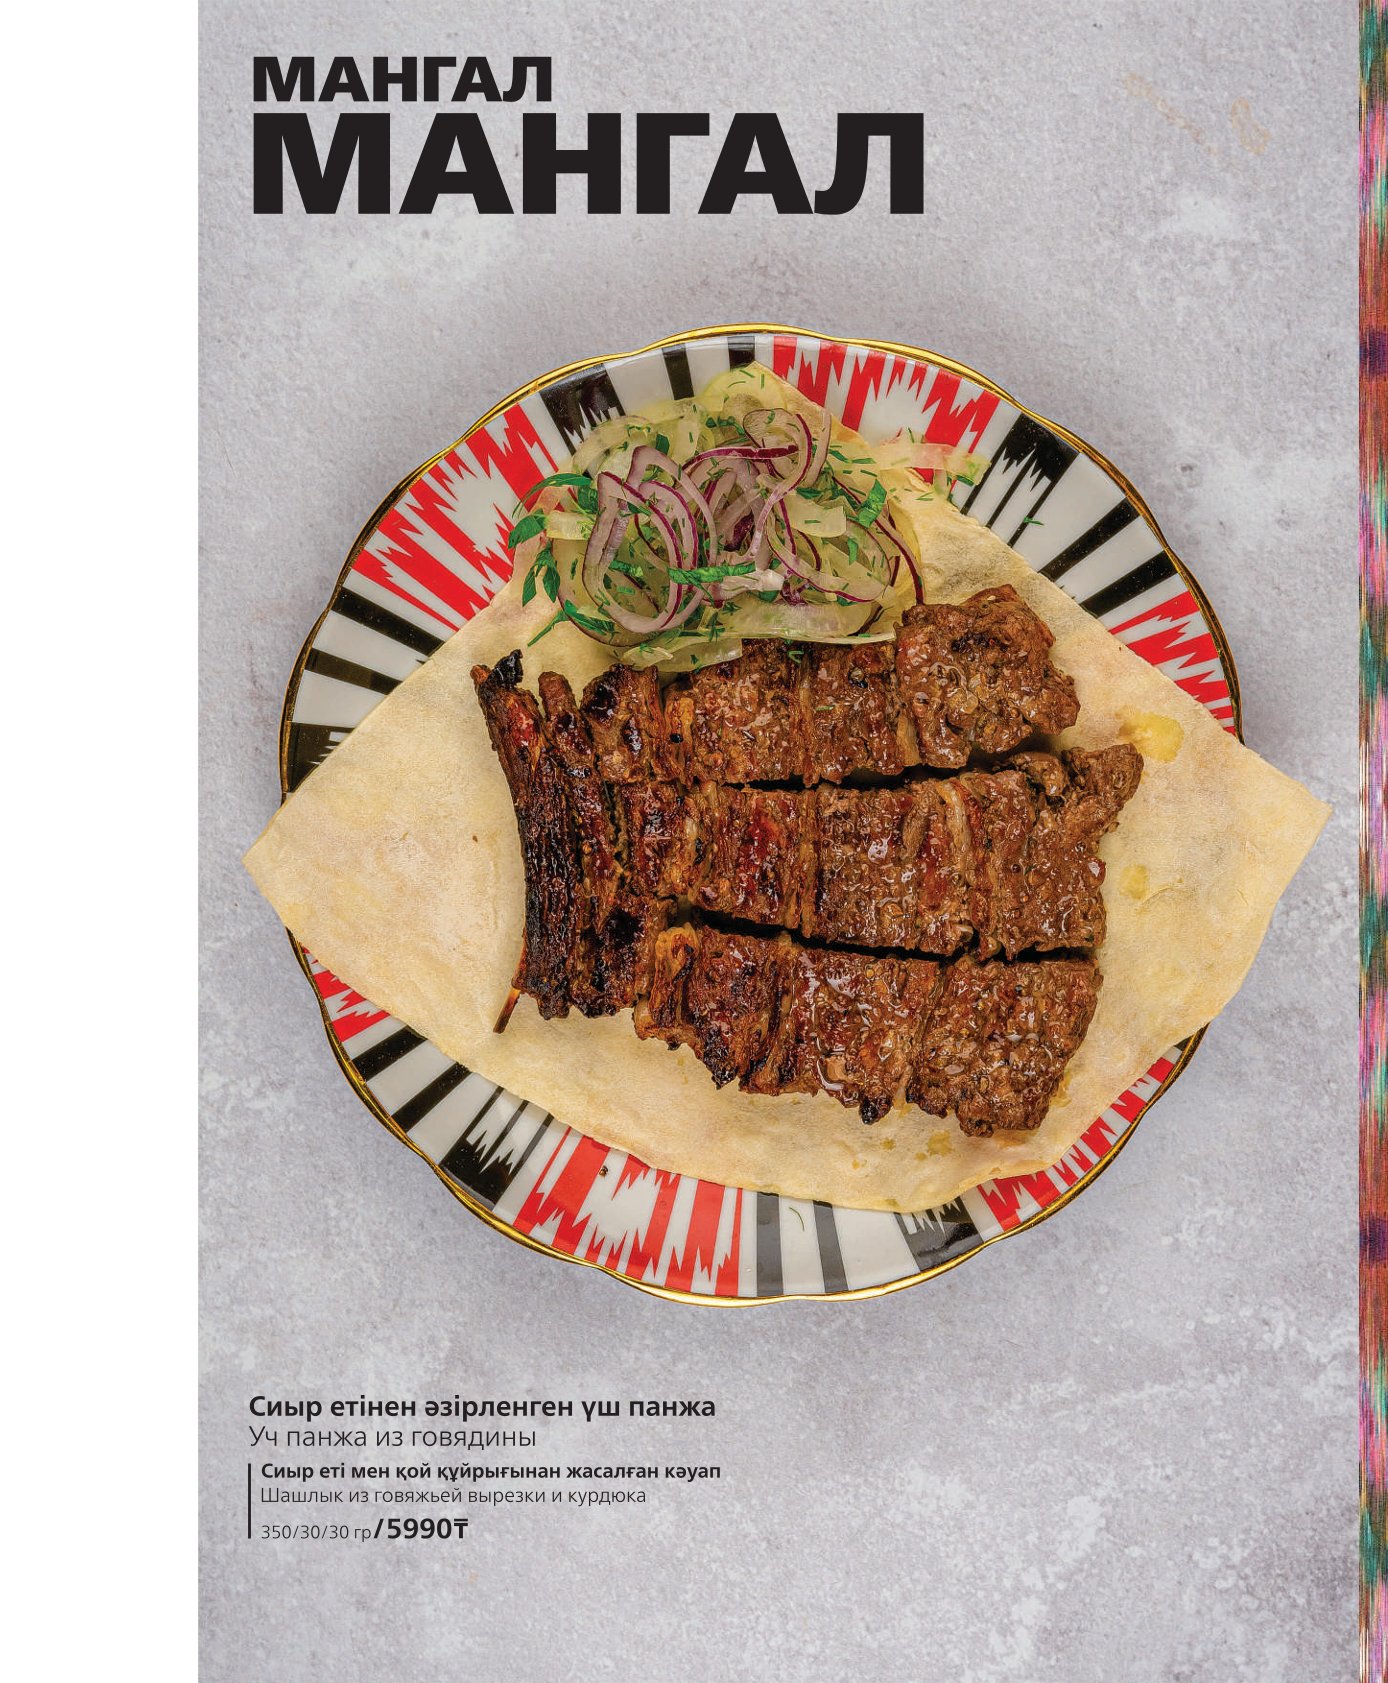 МАНГАЛ
МАНГАЛ
Сиыр етінен әзірленген үш панжа
Уч панжа из говядины
Сиыр еті мен қой құйрығынан жасалған кәуап
Шашлык из говяжьей вырезки и курдюка
350/30/30 гр/5990₸